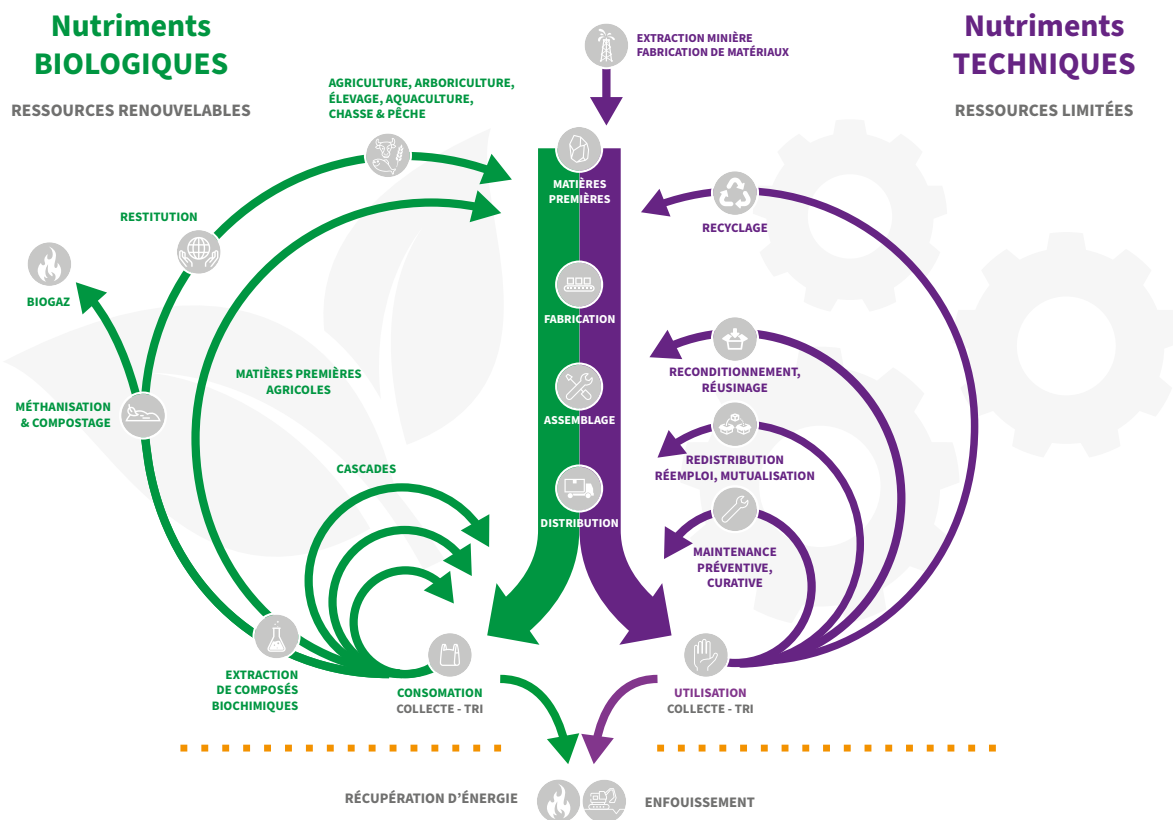 Nutriments
BIOLOGIQUES
RESSOURCES RENOUVELABLES
EXTRACTION MINIÈRE
FABRICATION DE MATÉRIAUX
Nutriments
TECHNIQUES
RESSOURCES LIMITÉES
AGRICULTURE, ARBORICULTURE,
ÉLEVAGE, AQUACULTURE,
CHASSE & PÊCHE
RESTITUTION
BIOGAZ
MATIÈRES PREMIÈRES
AGRICOLES
MÉTHANISATION
& COMPOSTAGE
CASCADES
EXTRACTION
DE COMPOSÉS
BIOCHIMIQUES
MATIÈRES
PREMIÈRES
FABRICATION
ASSEMBLAGE
DISTRIBUTION
RECYCLAGE
RECONDITIONNEMENT,
RÉUSINAGE
REDISTRIBUTION
RÉEMPLOI, MUTUALISATION
MAINTENANCE
PRÉVENTIVE,
CURATIVE
CONSOMATION
COLLECTE - TRI
UTILISATION
COLLECTE - TRI
RÉCUPÉRATION D'ÉNERGIE
ENFOUISSEMENT